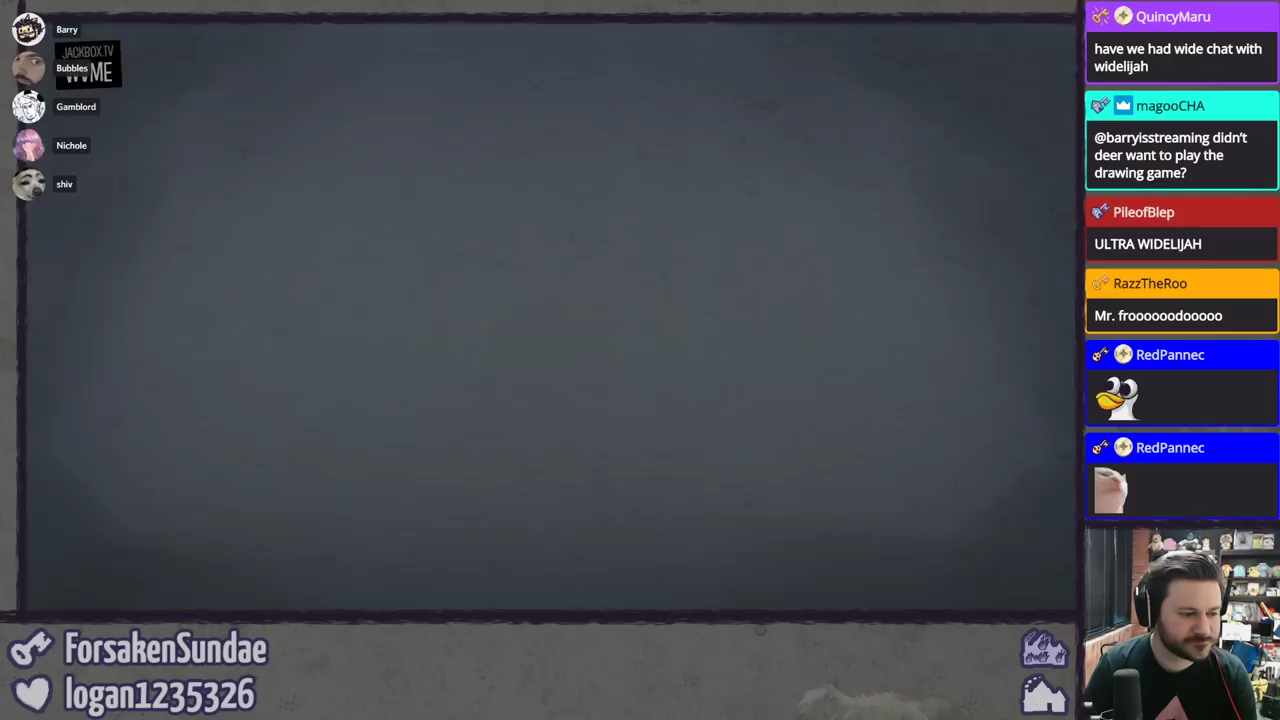 Barry
JACKBOX.TV
Bubbles
Gamblord
Nichole
shiv
QuincyMaru
have we had wide chat with
widelijah
magooCHA
@barryisstreaming didn't
deer want to play the
drawing game?
PileofBlep
ULTRA WIDELIJAH
RazzTheRoo
Mr. froooooodooooo
RedPannec
RedPannec
ForsakenSundae
logan1235326